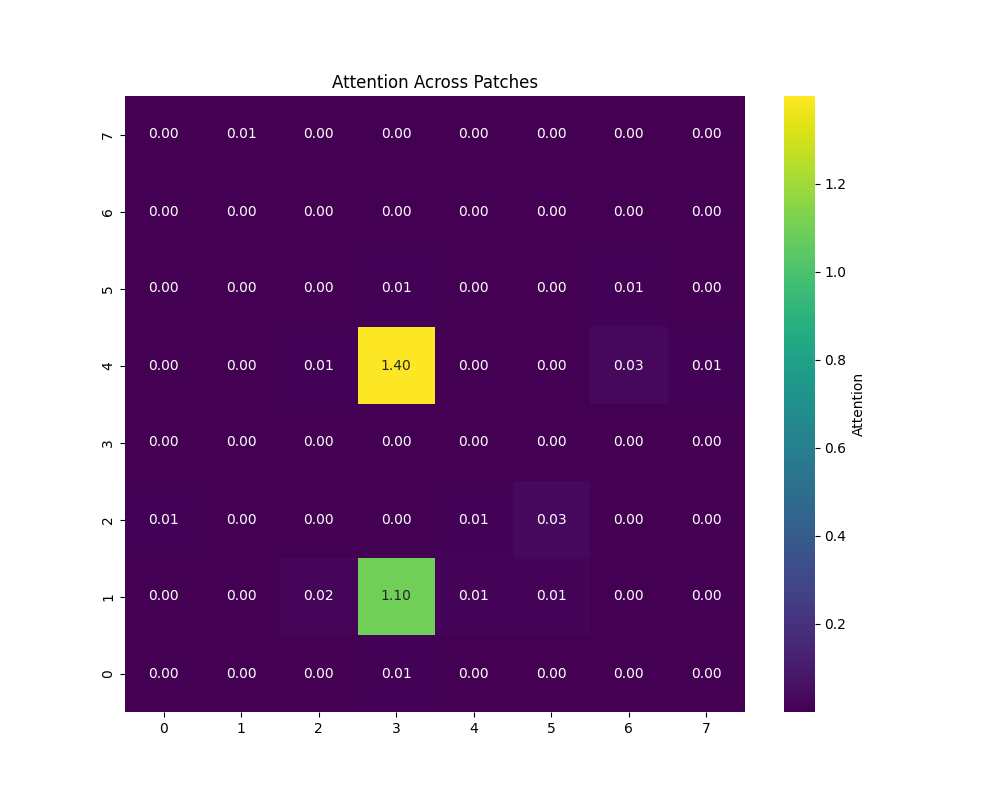 Attention Across Patches
7 0.00 0.01 0.00 0.00 0.00 0.00 0.00 0.00
6 0.00 0.00 0.00 0.00 0.00 0.00 0.00 0.00
5 0.00 0.00 0.00 0.01 0.00 0.00 0.01 0.00
4 0.00 0.00 0.01 1.40 0.00 0.00 0.03 0.01
3 0.00 0.00 0.00 0.00 0.00 0.00 0.00 0.00
2 0.01 0.00 0.00 0.00 0.01 0.03 0.00 0.00
1 0.00 0.00 0.02 1.10 0.01 0.01 0.00 0.00
0 0.00 0.00 0.00 0.01 0.00 0.00 0.00 0.00
0 1 2 3 4 5 6 7
1.2
1.0
0.8
0.6
0.4
0.2
Attention